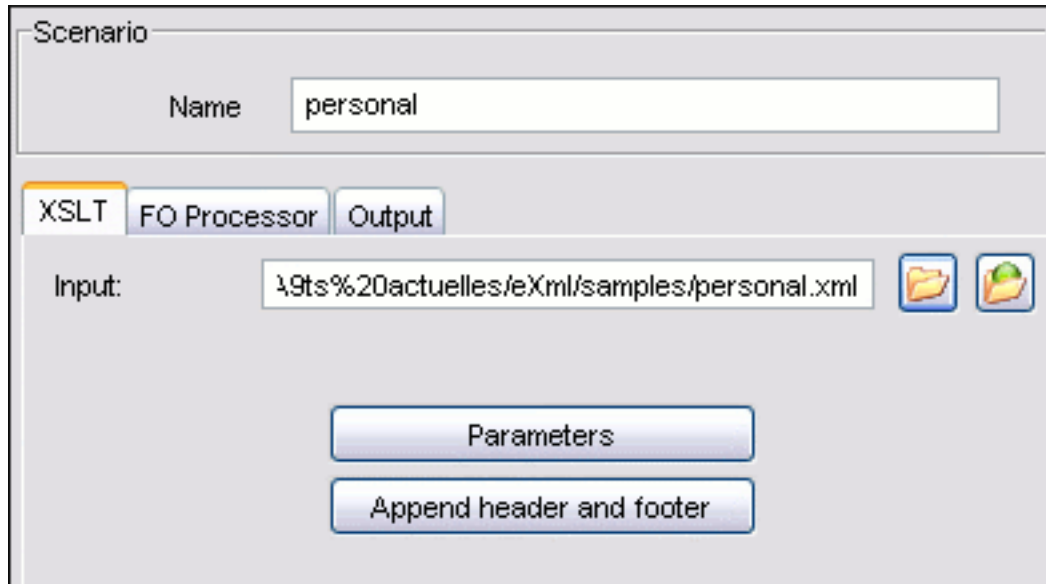 Scenario
Name personal
XSLT FO Processor Output
Input: 9ts%20actuelles/eXml/samples/personal.xml
Parameters
Append header and footer